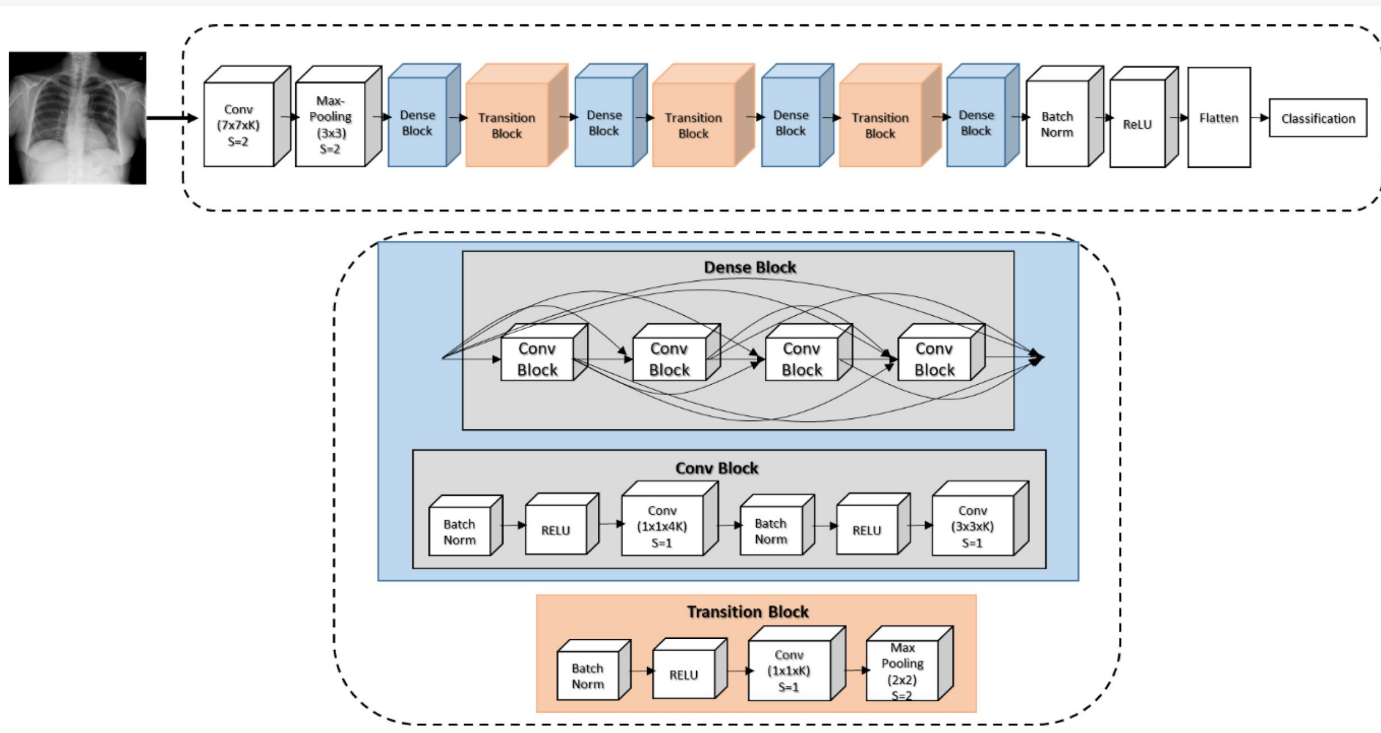 Conv
(7x7xK)
S=2
Max-
Pooling
(3x3)
S=2
Dense
Block
Transition
Block
Dense
Block
Transition
Block
Dense
Block
Transition
Block
Dense
Block
Batch
Norm
ReLU
Flatten
Classification
Dense Block
Conv
Block
Conv
Block
Conv
Block
Conv
Block
Conv Block
Batch
Norm
RELU
Conv
(1x1x4K)
S=1
Batch
Norm
RELU
Conv
(3x3xK)
S=1
Transition Block
Batch
Norm
RELU
Conv
(1x1xK)
S=1
Max
Pooling
(2x2)
S=2